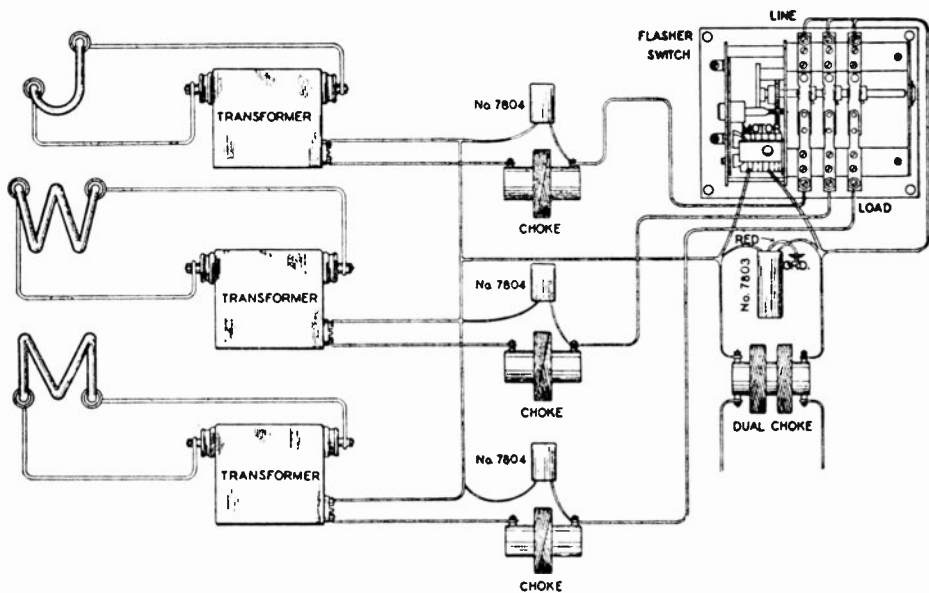 LINE
FLASHER
SWITCH
J
TRANSFORMER
No. 7804
CHOKE
MOTOR
LOAD
W
TRANSFORMER
No. 7804
CHOKE
RED
GRD.
No. 7803
DUAL CHOKE
M
TRANSFORMER
No. 7804
CHOKE